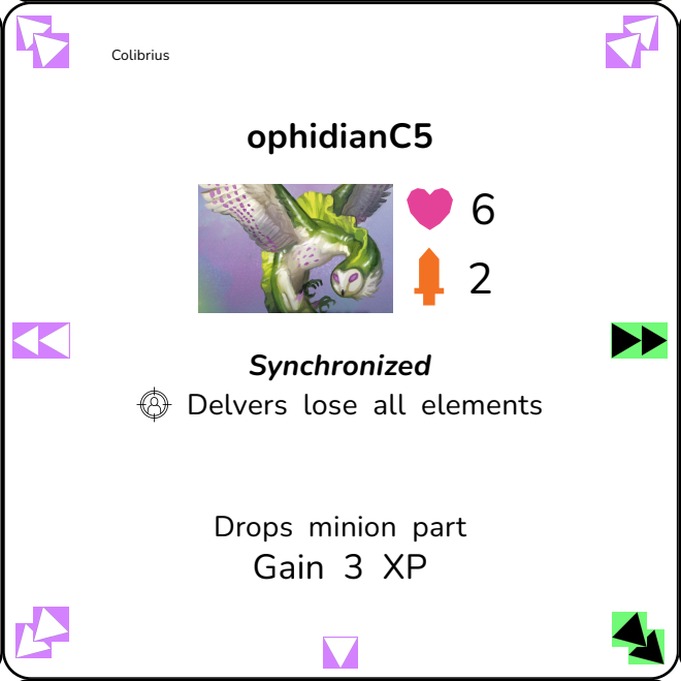 Colibrius
ophidianC5
6
2
Synchronized
Delvers lose all elements
Drops minion part
Gain 3 XP